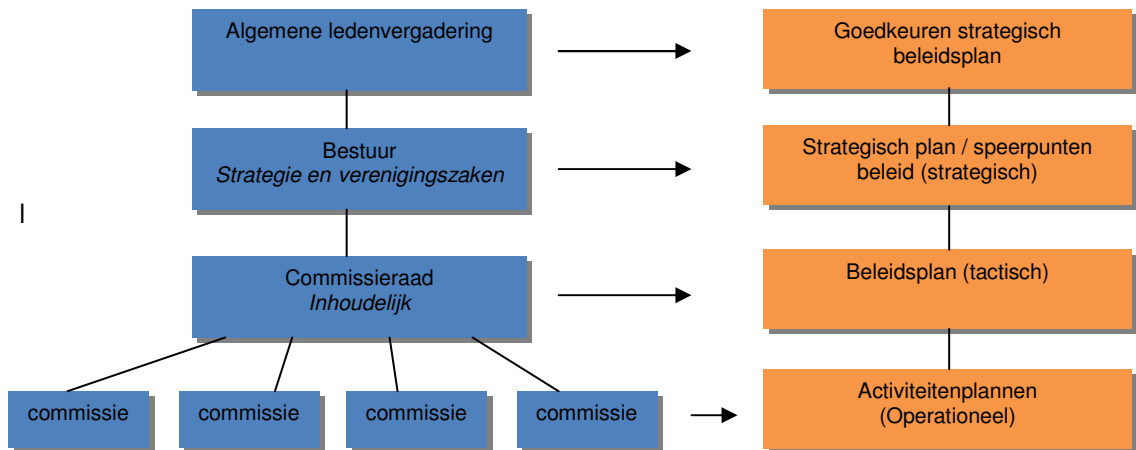 Algemene ledenvergadering
Goedkeuren strategisch
beleidsplan
Bestuur
Strategie en verenigingszaken
Strategisch plan / speerpunten
beleid (strategisch)
l
Commissieraad
Inhoudelijk
Beleidsplan (tactisch)
commissie
commissie
commissie
commissie
Activiteitenplannen
(Operationeel)